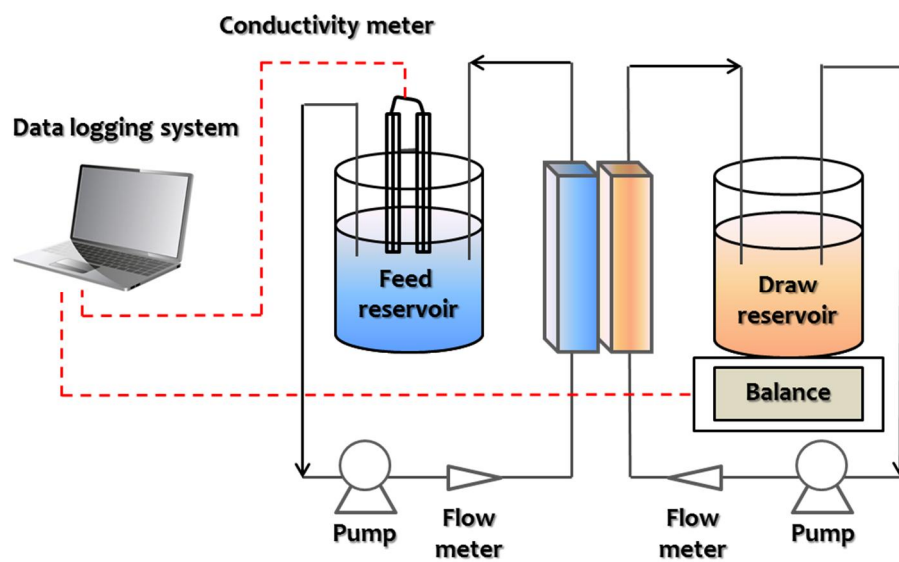 Conductivity meter
Data logging system
Feed
reservoir
Draw
reservoir
Balance
Pump
Flow
meter
Flow
meter
Pump